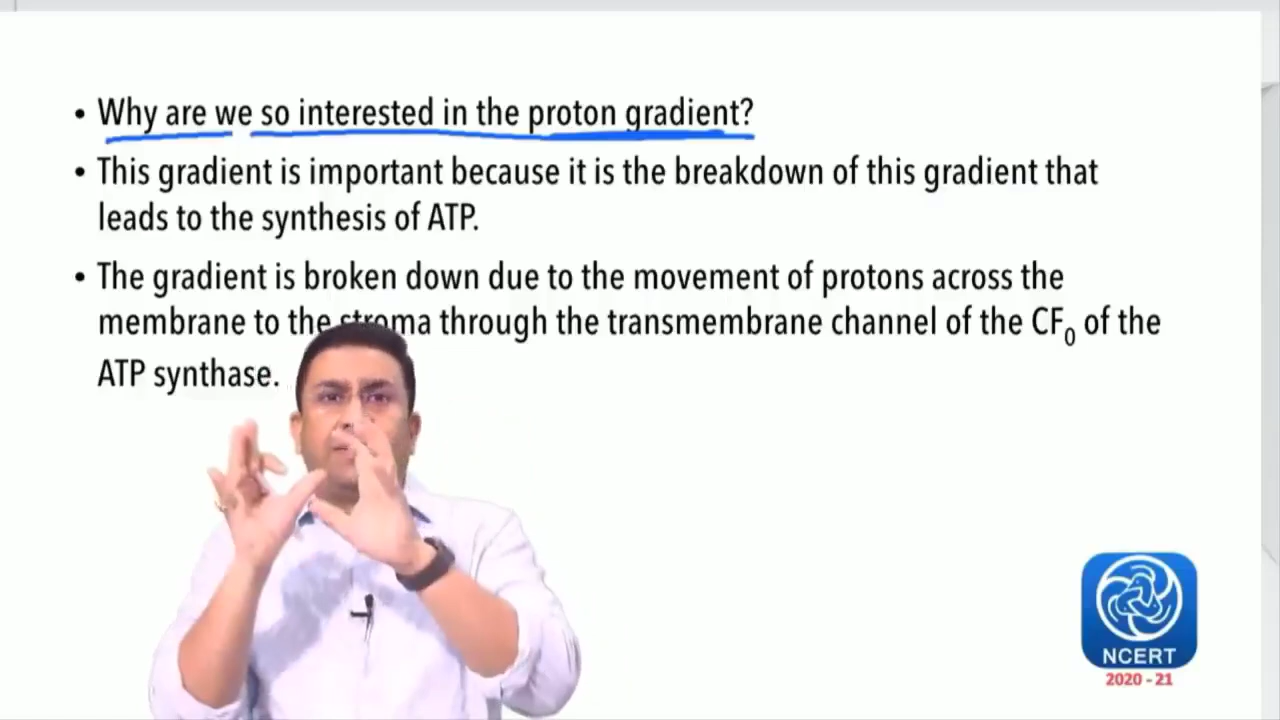 • Why are we so interested in the proton gradient?
• This gradient is important because it is the breakdown of this gradient that
leads to the synthesis of ATP.
• The gradient is broken down due to the movement of protons across the
membrane to the stroma through the transmembrane channel of the CF₀ of the
ATP synthase.
NCERT
2020 - 21